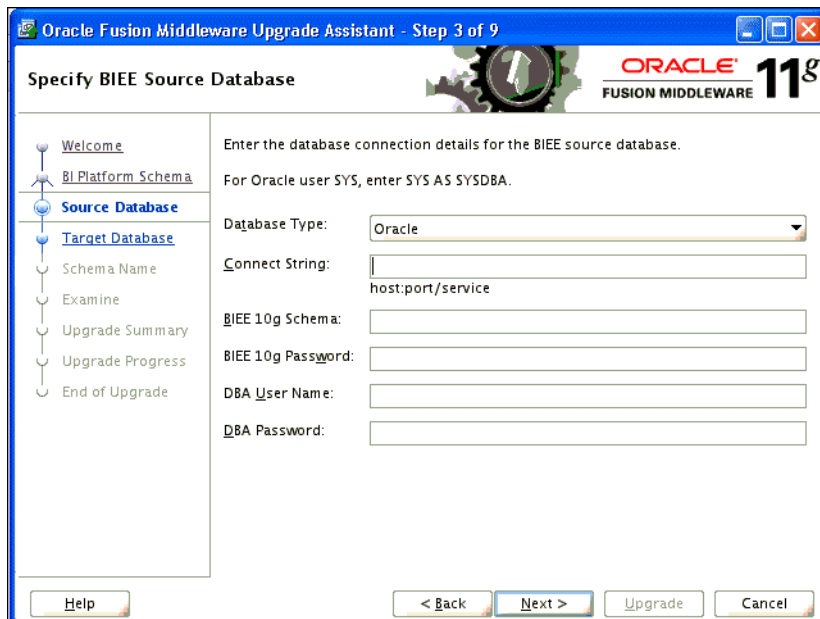 Oracle Fusion Middleware Upgrade Assistant - Step 3 of 9
Specify BIEE Source Database
ORACLE
FUSION MIDDLEWARE 11g
Welcome
BI Platform Schema
Source Database
Target Database
Schema Name
Examine
Upgrade Summary
Upgrade Progress
End of Upgrade
Enter the database connection details for the BIEE source database.
For Oracle user SYS, enter SYS AS SYSDBA.
Database Type: Oracle
Connect String:
host:port/service
BIEE 10g Schema:
BIEE 10g Password:
DBA User Name:
DBA Password:
Help < Back Next > Upgrade Cancel